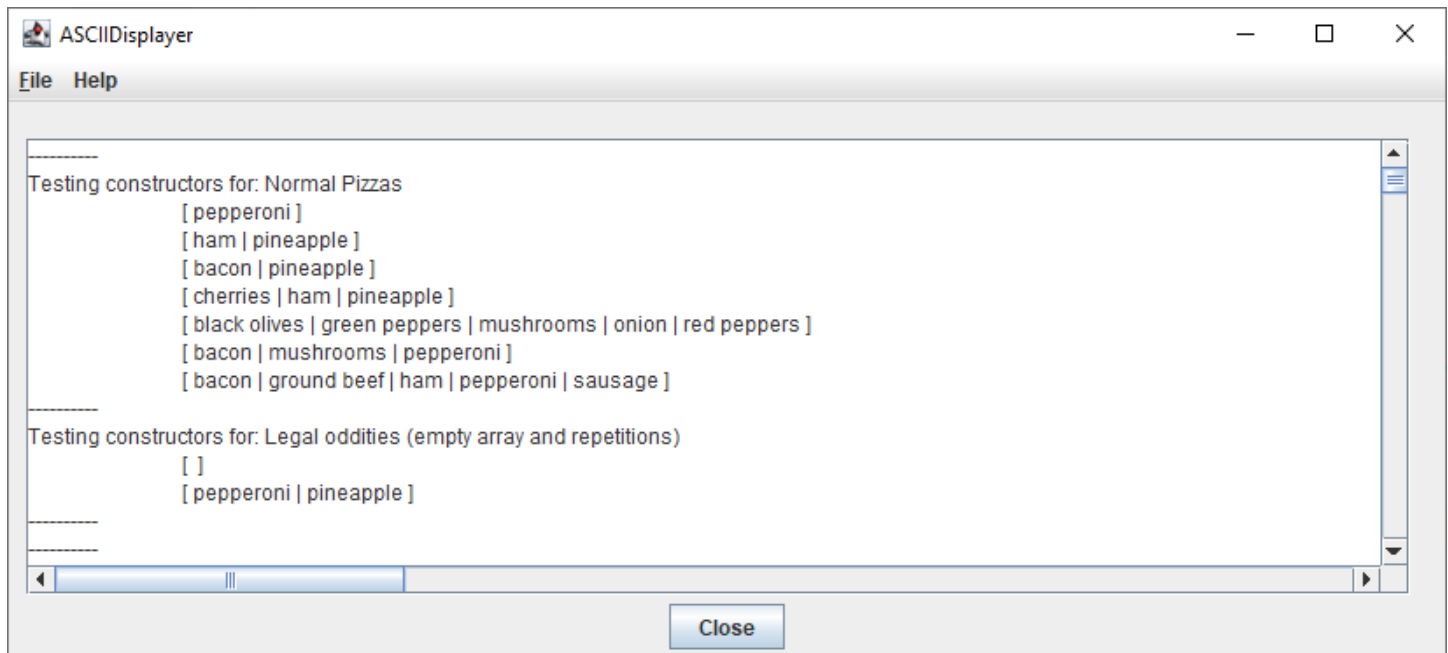 ASCIIDisplayer
File Help
----------
Testing constructors for: Normal Pizzas
[ pepperoni ]
[ ham | pineapple ]
[ bacon | pineapple ]
[ cherries | ham | pineapple ]
[ black olives | green peppers | mushrooms | onion | red peppers ]
[ bacon | mushrooms | pepperoni ]
[ bacon | ground beef | ham | pepperoni | sausage ]
----------
Testing constructors for: Legal oddities (empty array and repetitions)
[ ]
[ pepperoni | pineapple ]
----------
----------
Close